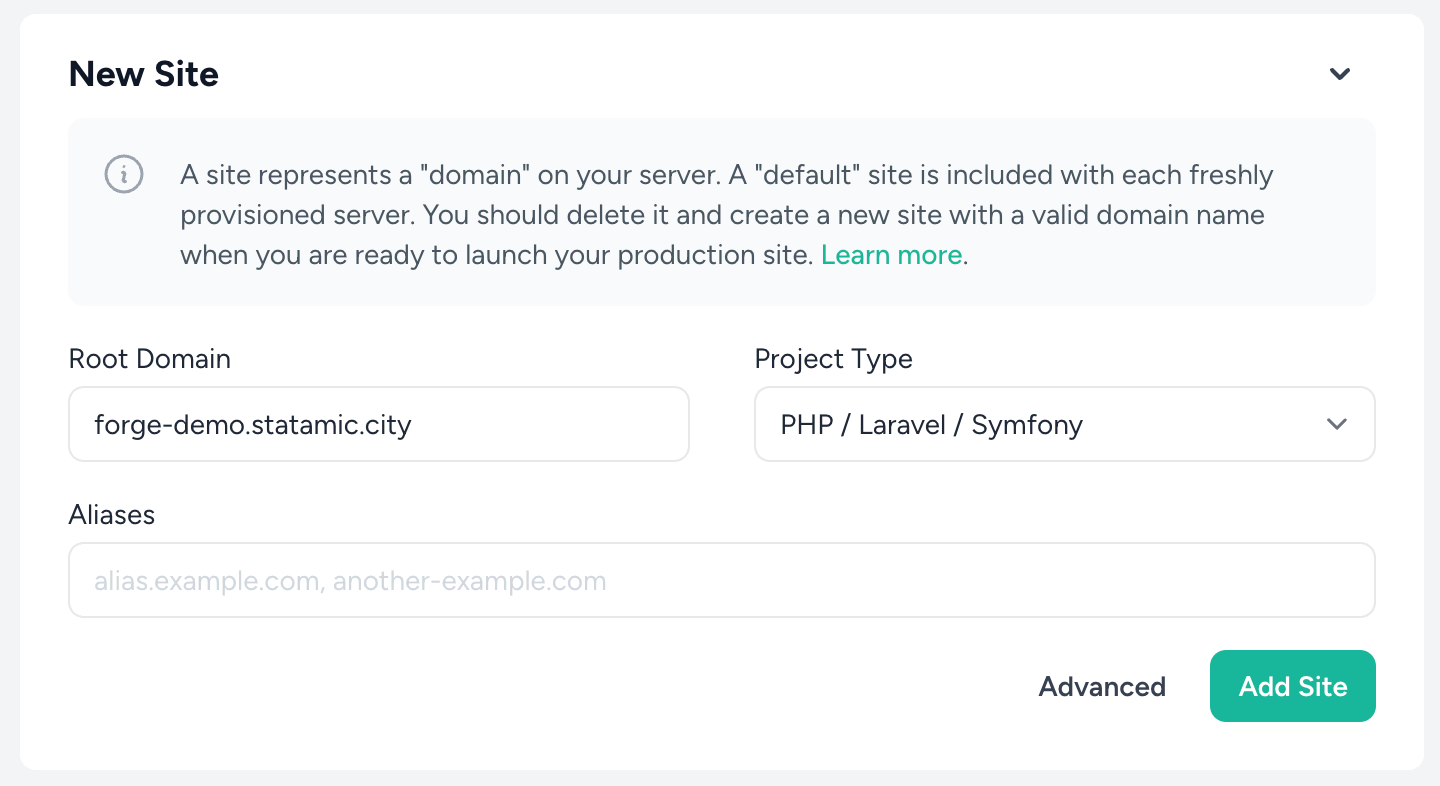 New Site
A site represents a "domain" on your server. A "default" site is included with each freshly
provisioned server. You should delete it and create a new site with a valid domain name
when you are ready to launch your production site. Learn more.
Root Domain
Project Type
forge-demo.statamic.city
PHP / Laravel / Symfony
Aliases
alias.example.com, another-example.com
Advanced
Add Site